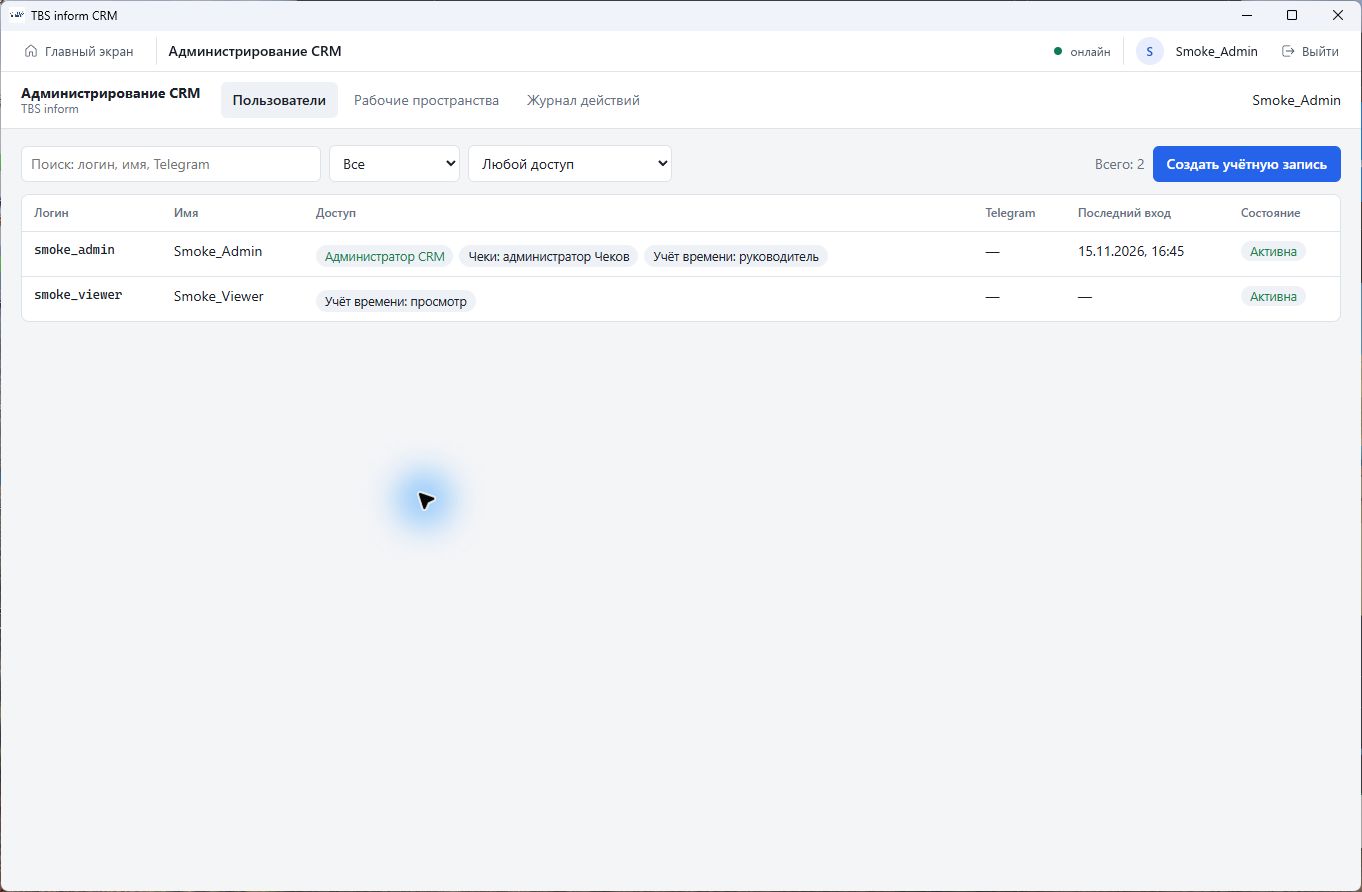 TBS inform CRM
Главный экран Администрирование CRM онлайн S Smoke_Admin Выйти
Администрирование CRM
TBS inform
Пользователи Рабочие пространства Журнал действий Smoke_Admin
Поиск: логин, имя, Telegram Все Любой доступ Всего: 2 Создать учётную запись
Логин Имя Доступ Telegram Последний вход Состояние
smoke_admin Smoke_Admin Администратор CRM Чеки: администратор Чеков Учёт времени: руководитель — 15.11.2026, 16:45 Активна
smoke_viewer Smoke_Viewer Учёт времени: просмотр — — Активна